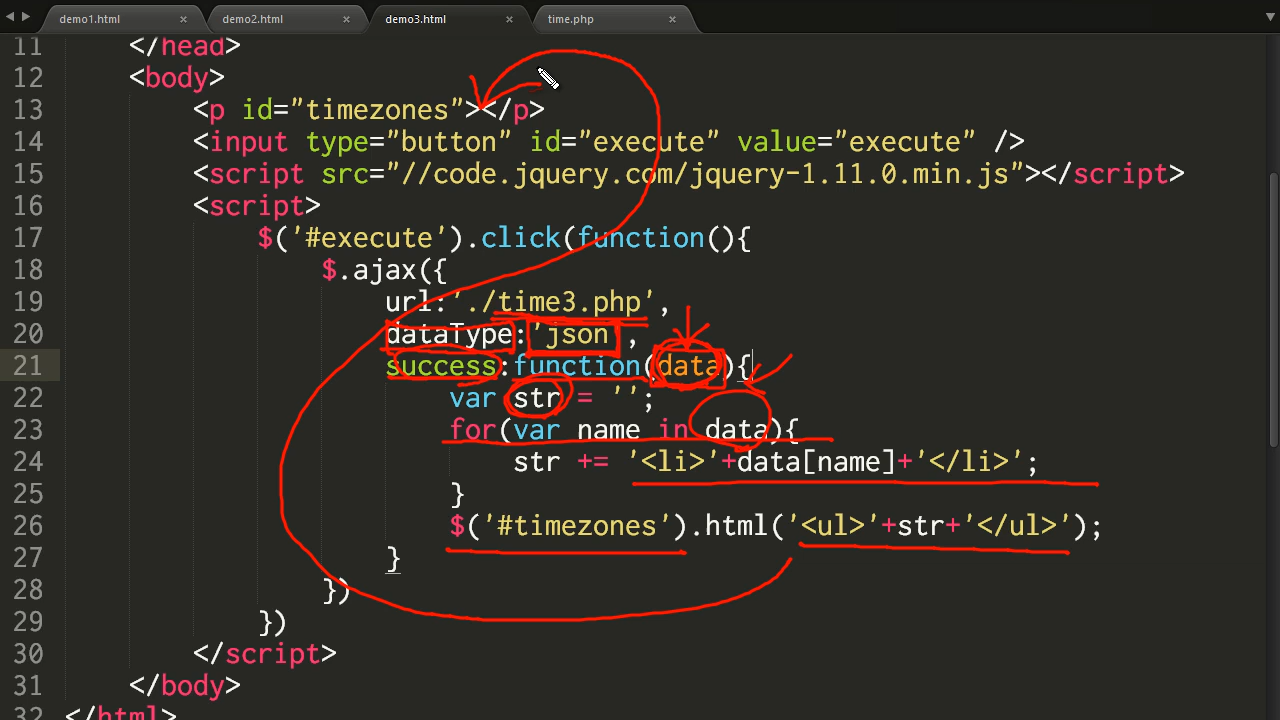 demo1.html × demo2.html × demo3.html × time.php ×
11 </head>
12 <body>
13 <p id="timezones"></p>
14 <input type="button" id="execute" value="execute" />
15 <script src="//code.jquery.com/jquery-1.11.0.min.js"></script>
16 <script>
17 $('#execute').click(function(){
18 $.ajax({
19 url:'./time3.php',
20 dataType:'json',
21 success:function(data){
22 var str = '';
23 for(var name in data){
24 str += '<li>'+data[name]+'</li>';
25 }
26 $('#timezones').html('<ul>'+str+'</ul>');
27 }
28 })
29 })
30 </script>
31 </body>
32 </html>